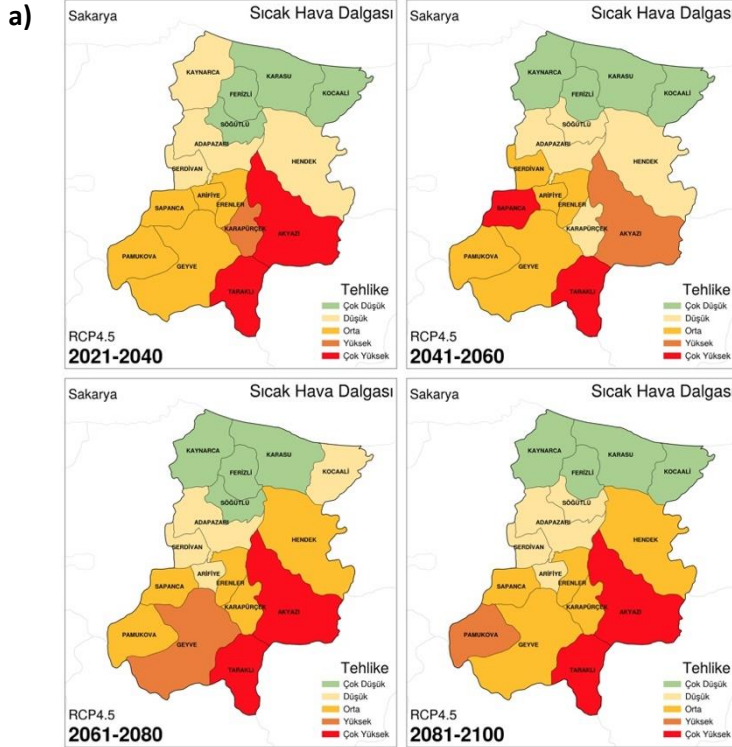 a)
Sakarya
Sıcak Hava Dalgası
KAYNARCA
KARASU
FERİZLİ
KOCAALİ
SÖĞÜTLÜ
ADAPAZARI
HENDEK
SERDİVAN
ARİFİYE
SAPANCA
ERENLER
KARAPÜRÇEK
AKYAZI
PAMUKOVA
GEYVE
TARAKLI
Tehlike
Çok Düşük
Düşük
Orta
Yüksek
Çok Yüksek
RCP4.5
2021-2040
Sakarya
Sıcak Hava Dalgası
KAYNARCA
KARASU
FERİZLİ
KOCAALİ
SÖĞÜTLÜ
ADAPAZARI
HENDEK
SERDİVAN
ARİFİYE
SAPANCA
ERENLER
KARAPÜRÇEK
AKYAZI
PAMUKOVA
GEYVE
TARAKLI
Tehlike
Çok Düşük
Düşük
Orta
Yüksek
Çok Yüksek
RCP4.5
2041-2060
Sakarya
Sıcak Hava Dalgası
KAYNARCA
KARASU
FERİZLİ
KOCAALİ
SÖĞÜTLÜ
ADAPAZARI
HENDEK
SERDİVAN
ARİFİYE
SAPANCA
ERENLER
KARAPÜRÇEK
AKYAZI
PAMUKOVA
GEYVE
TARAKLI
Tehlike
Çok Düşük
Düşük
Orta
Yüksek
Çok Yüksek
RCP4.5
2061-2080
Sakarya
Sıcak Hava Dalgası
KAYNARCA
KARASU
FERİZLİ
KOCAALİ
SÖĞÜTLÜ
ADAPAZARI
HENDEK
SERDİVAN
ARİFİYE
SAPANCA
ERENLER
KARAPÜRÇEK
AKYAZI
PAMUKOVA
GEYVE
TARAKLI
Tehlike
Çok Düşük
Düşük
Orta
Yüksek
Çok Yüksek
RCP4.5
2081-2100